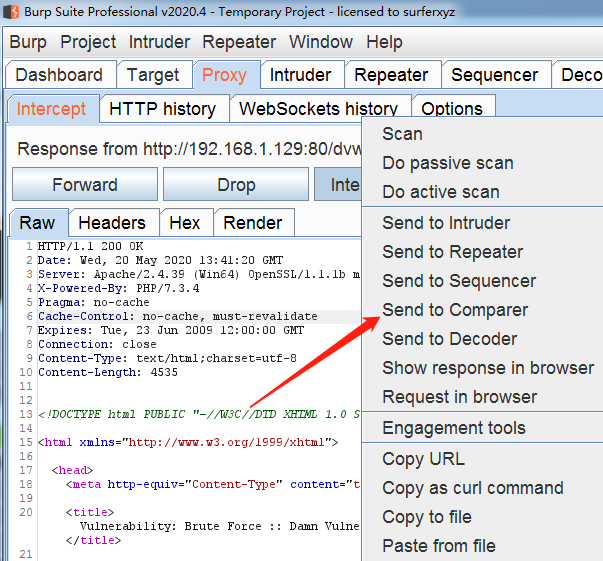 Burp Suite Professional v2020.4 - Temporary Project - licensed to surferxyz
Burp Project Intruder Repeater Window Help
Dashboard Target Proxy Intruder Repeater Sequencer Deco
Intercept HTTP history WebSockets history Options
Response from http://192.168.1.129:80/dvw
Forward Drop Inte
Raw Headers Hex Render
1 HTTP/1.1 200 OK
2 Date: Wed, 20 May 2020 13:41:20 GMT
3 Server: Apache/2.4.39 (Win64) OpenSSL/1.1.1b m
4 X-Powered-By: PHP/7.3.4
5 Pragma: no-cache
6 Cache-Control: no-cache, must-revalidate
7 Expires: Tue, 23 Jun 2009 12:00:00 GMT
8 Connection: close
9 Content-Type: text/html;charset=utf-8
10 Content-Length: 4535
11
12
13 <!DOCTYPE html PUBLIC "-//W3C//DTD XHTML 1.0 S
14
15 <html xmlns="http://www.w3.org/1999/xhtml">
16
17 <head>
18 <meta http-equiv="Content-Type" content="t
19
20 <title>
Vulnerability: Brute Force :: Damn Vulne
</title>
21
Scan
Do passive scan
Do active scan
Send to Intruder
Send to Repeater
Send to Sequencer
Send to Comparer
Send to Decoder
Show response in browser
Request in browser
Engagement tools
Copy URL
Copy as curl command
Copy to file
Paste from file